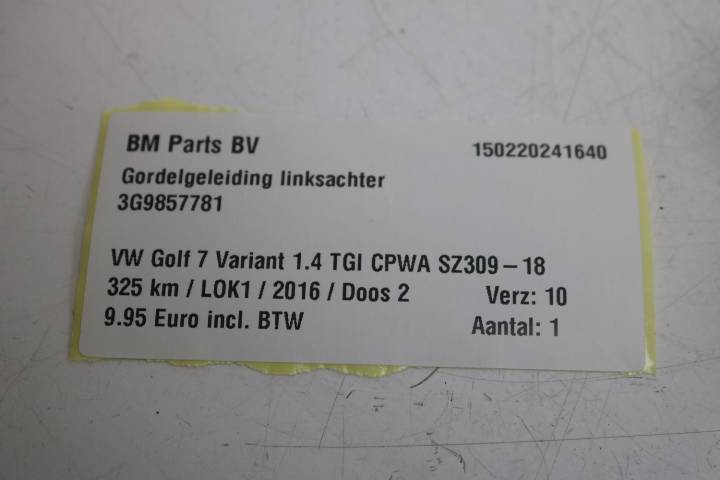 BM Parts BV 150220241640
Gordelgeleiding linksachter
3G9857781
VW Golf 7 Variant 1.4 TGI CPWA SZ309-18
325 km / LOK1 / 2016 / Doos 2 Verz: 10
9.95 Euro incl. BTW Aantal: 1